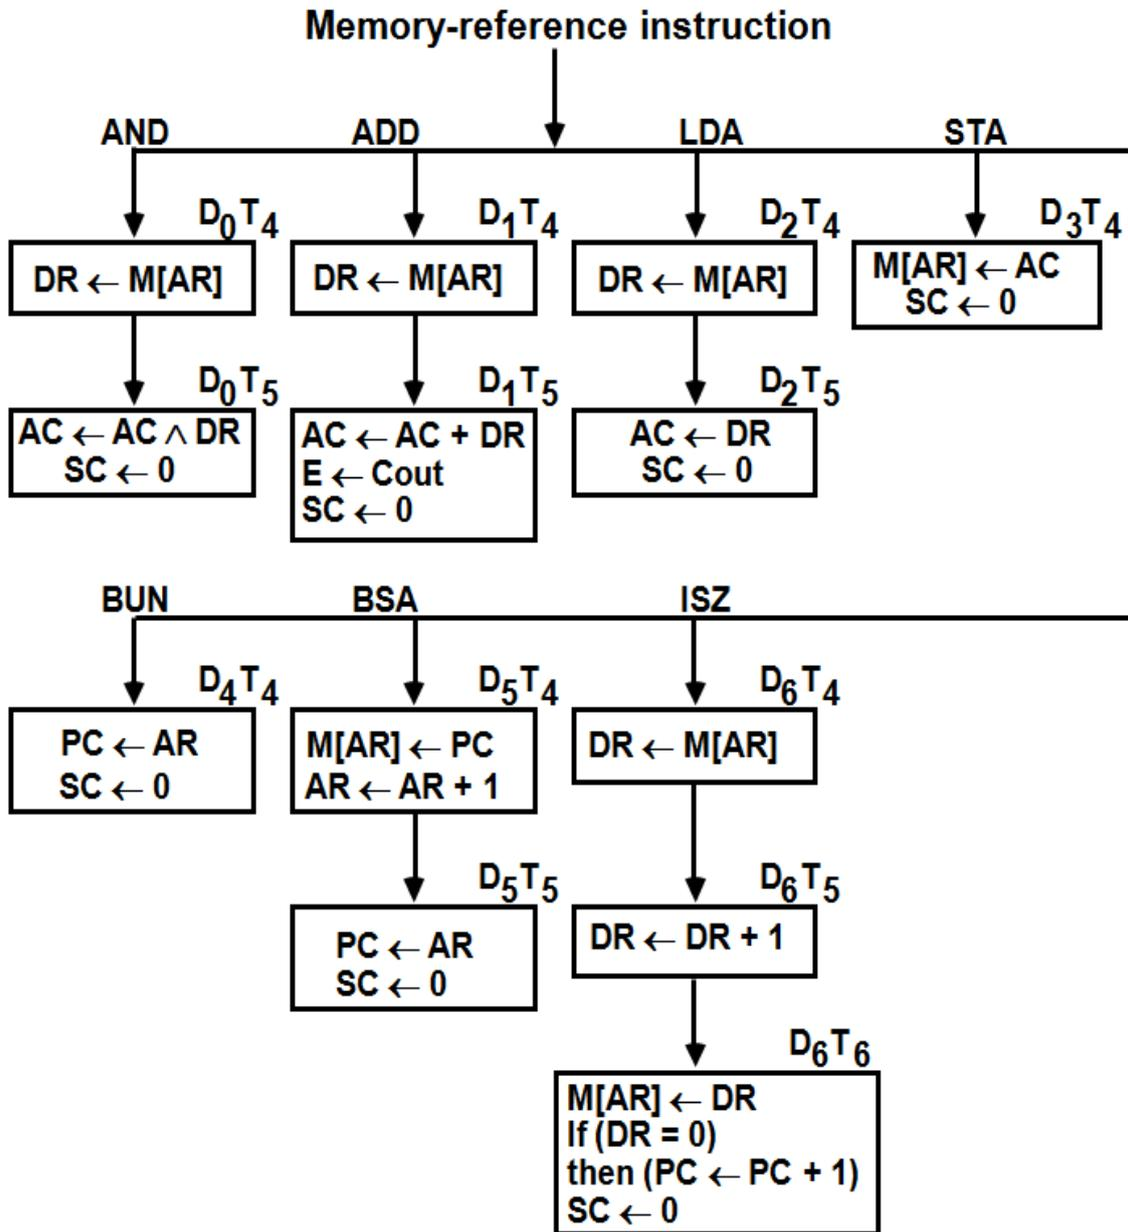 Memory-reference instruction
AND ADD LDA STA
D0T4 D1T4 D2T4 D3T4
DR ← M[AR] DR ← M[AR] DR ← M[AR] M[AR] ← AC
SC ← 0
D0T5 D1T5 D2T5
AC ← AC ∧ DR AC ← AC + DR AC ← DR
SC ← 0 E ← Cout SC ← 0
SC ← 0
BUN BSA ISZ
D4T4 D5T4 D6T4
PC ← AR M[AR] ← PC DR ← M[AR]
SC ← 0 AR ← AR + 1
D5T5 D6T5
PC ← AR DR ← DR + 1
SC ← 0
D6T6
M[AR] ← DR
If (DR = 0)
then (PC ← PC + 1)
SC ← 0